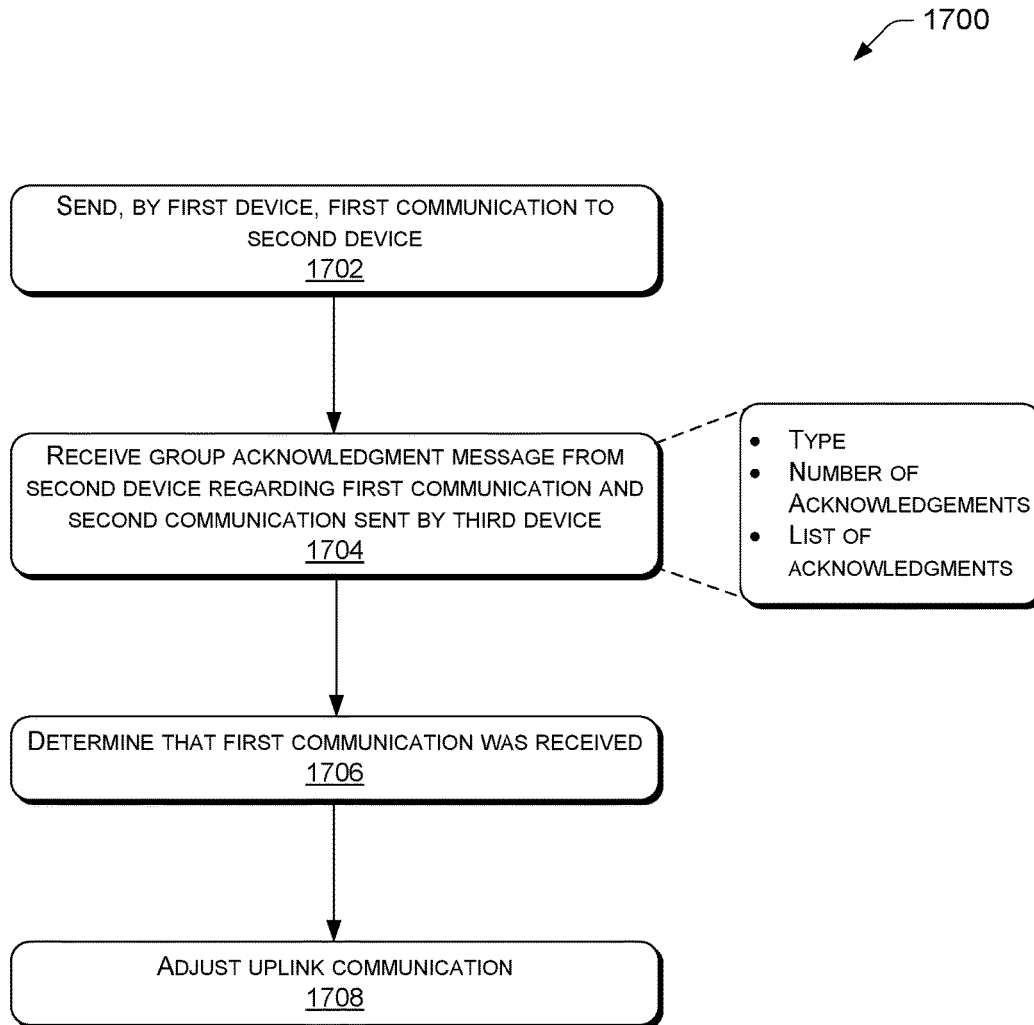 1700
SEND, BY FIRST DEVICE, FIRST COMMUNICATION TO
SECOND DEVICE
1702
RECEIVE GROUP ACKNOWLEDGMENT MESSAGE FROM
SECOND DEVICE REGARDING FIRST COMMUNICATION AND
SECOND COMMUNICATION SENT BY THIRD DEVICE
1704
• TYPE
• NUMBER OF
ACKNOWLEDGEMENTS
• LIST OF
ACKNOWLEDGMENTS
DETERMINE THAT FIRST COMMUNICATION WAS RECEIVED
1706
ADJUST UPLINK COMMUNICATION
1708